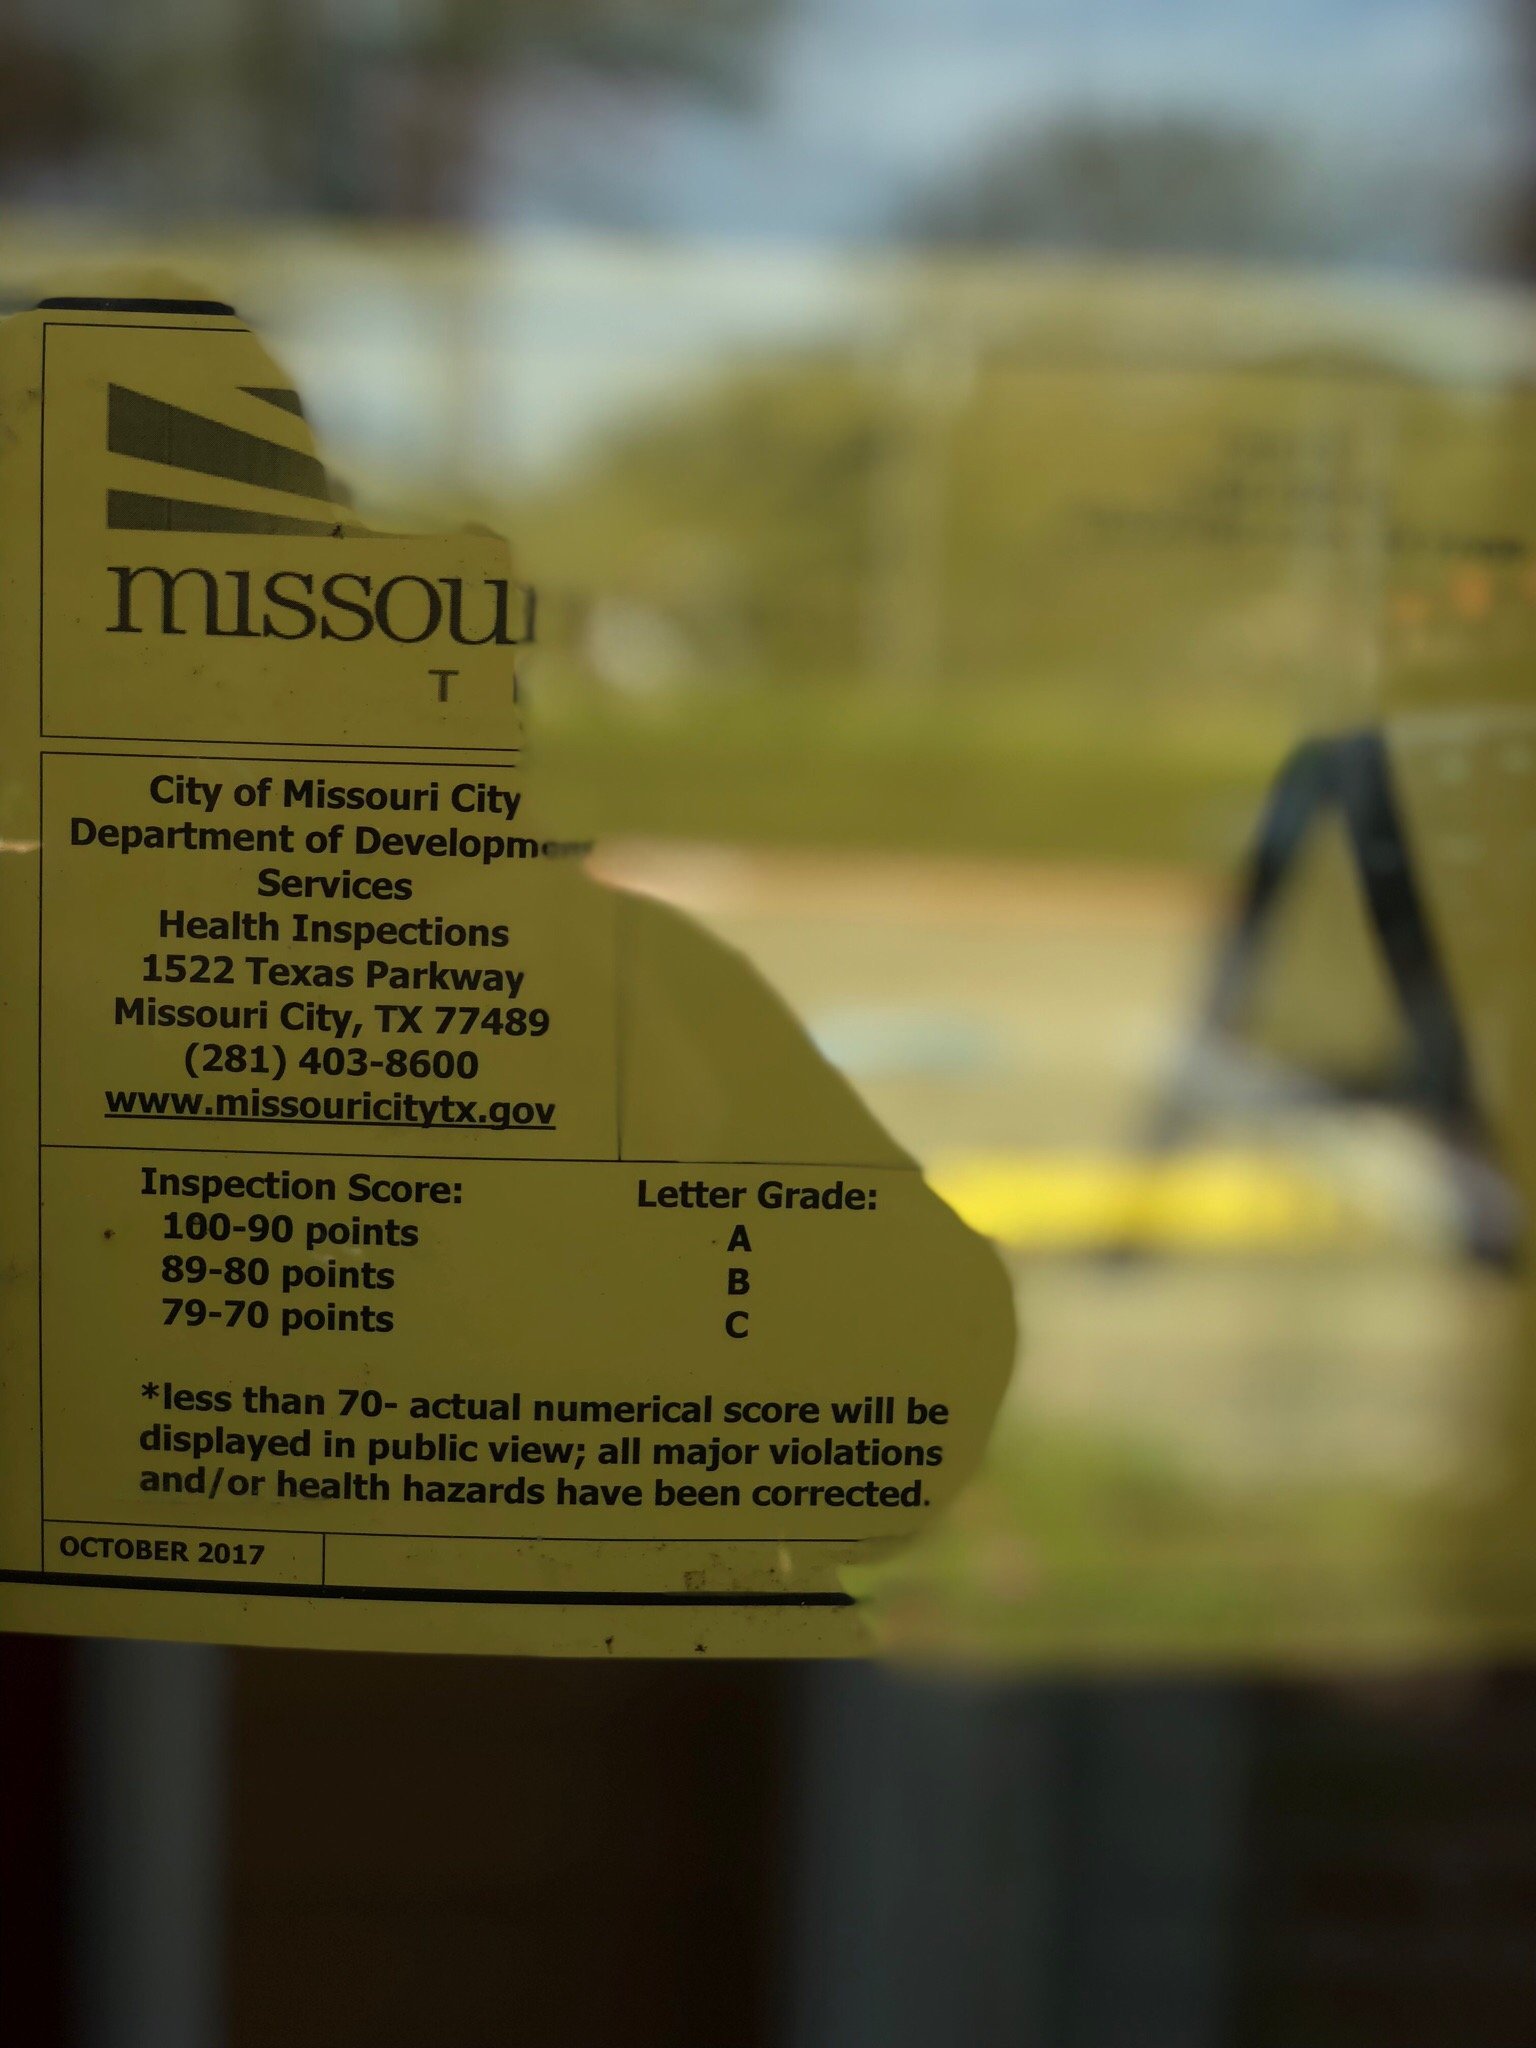 missour
T
City of Missouri City
Department of Development
Services
Health Inspections
1522 Texas Parkway
Missouri City, TX 77489
(281) 403-8600
www.missouricitytx.gov
Inspection Score: Letter Grade:
100-90 points A
89-80 points B
79-70 points C
*less than 70- actual numerical score will be
displayed in public view; all major violations
and/or health hazards have been corrected.
OCTOBER 2017
A